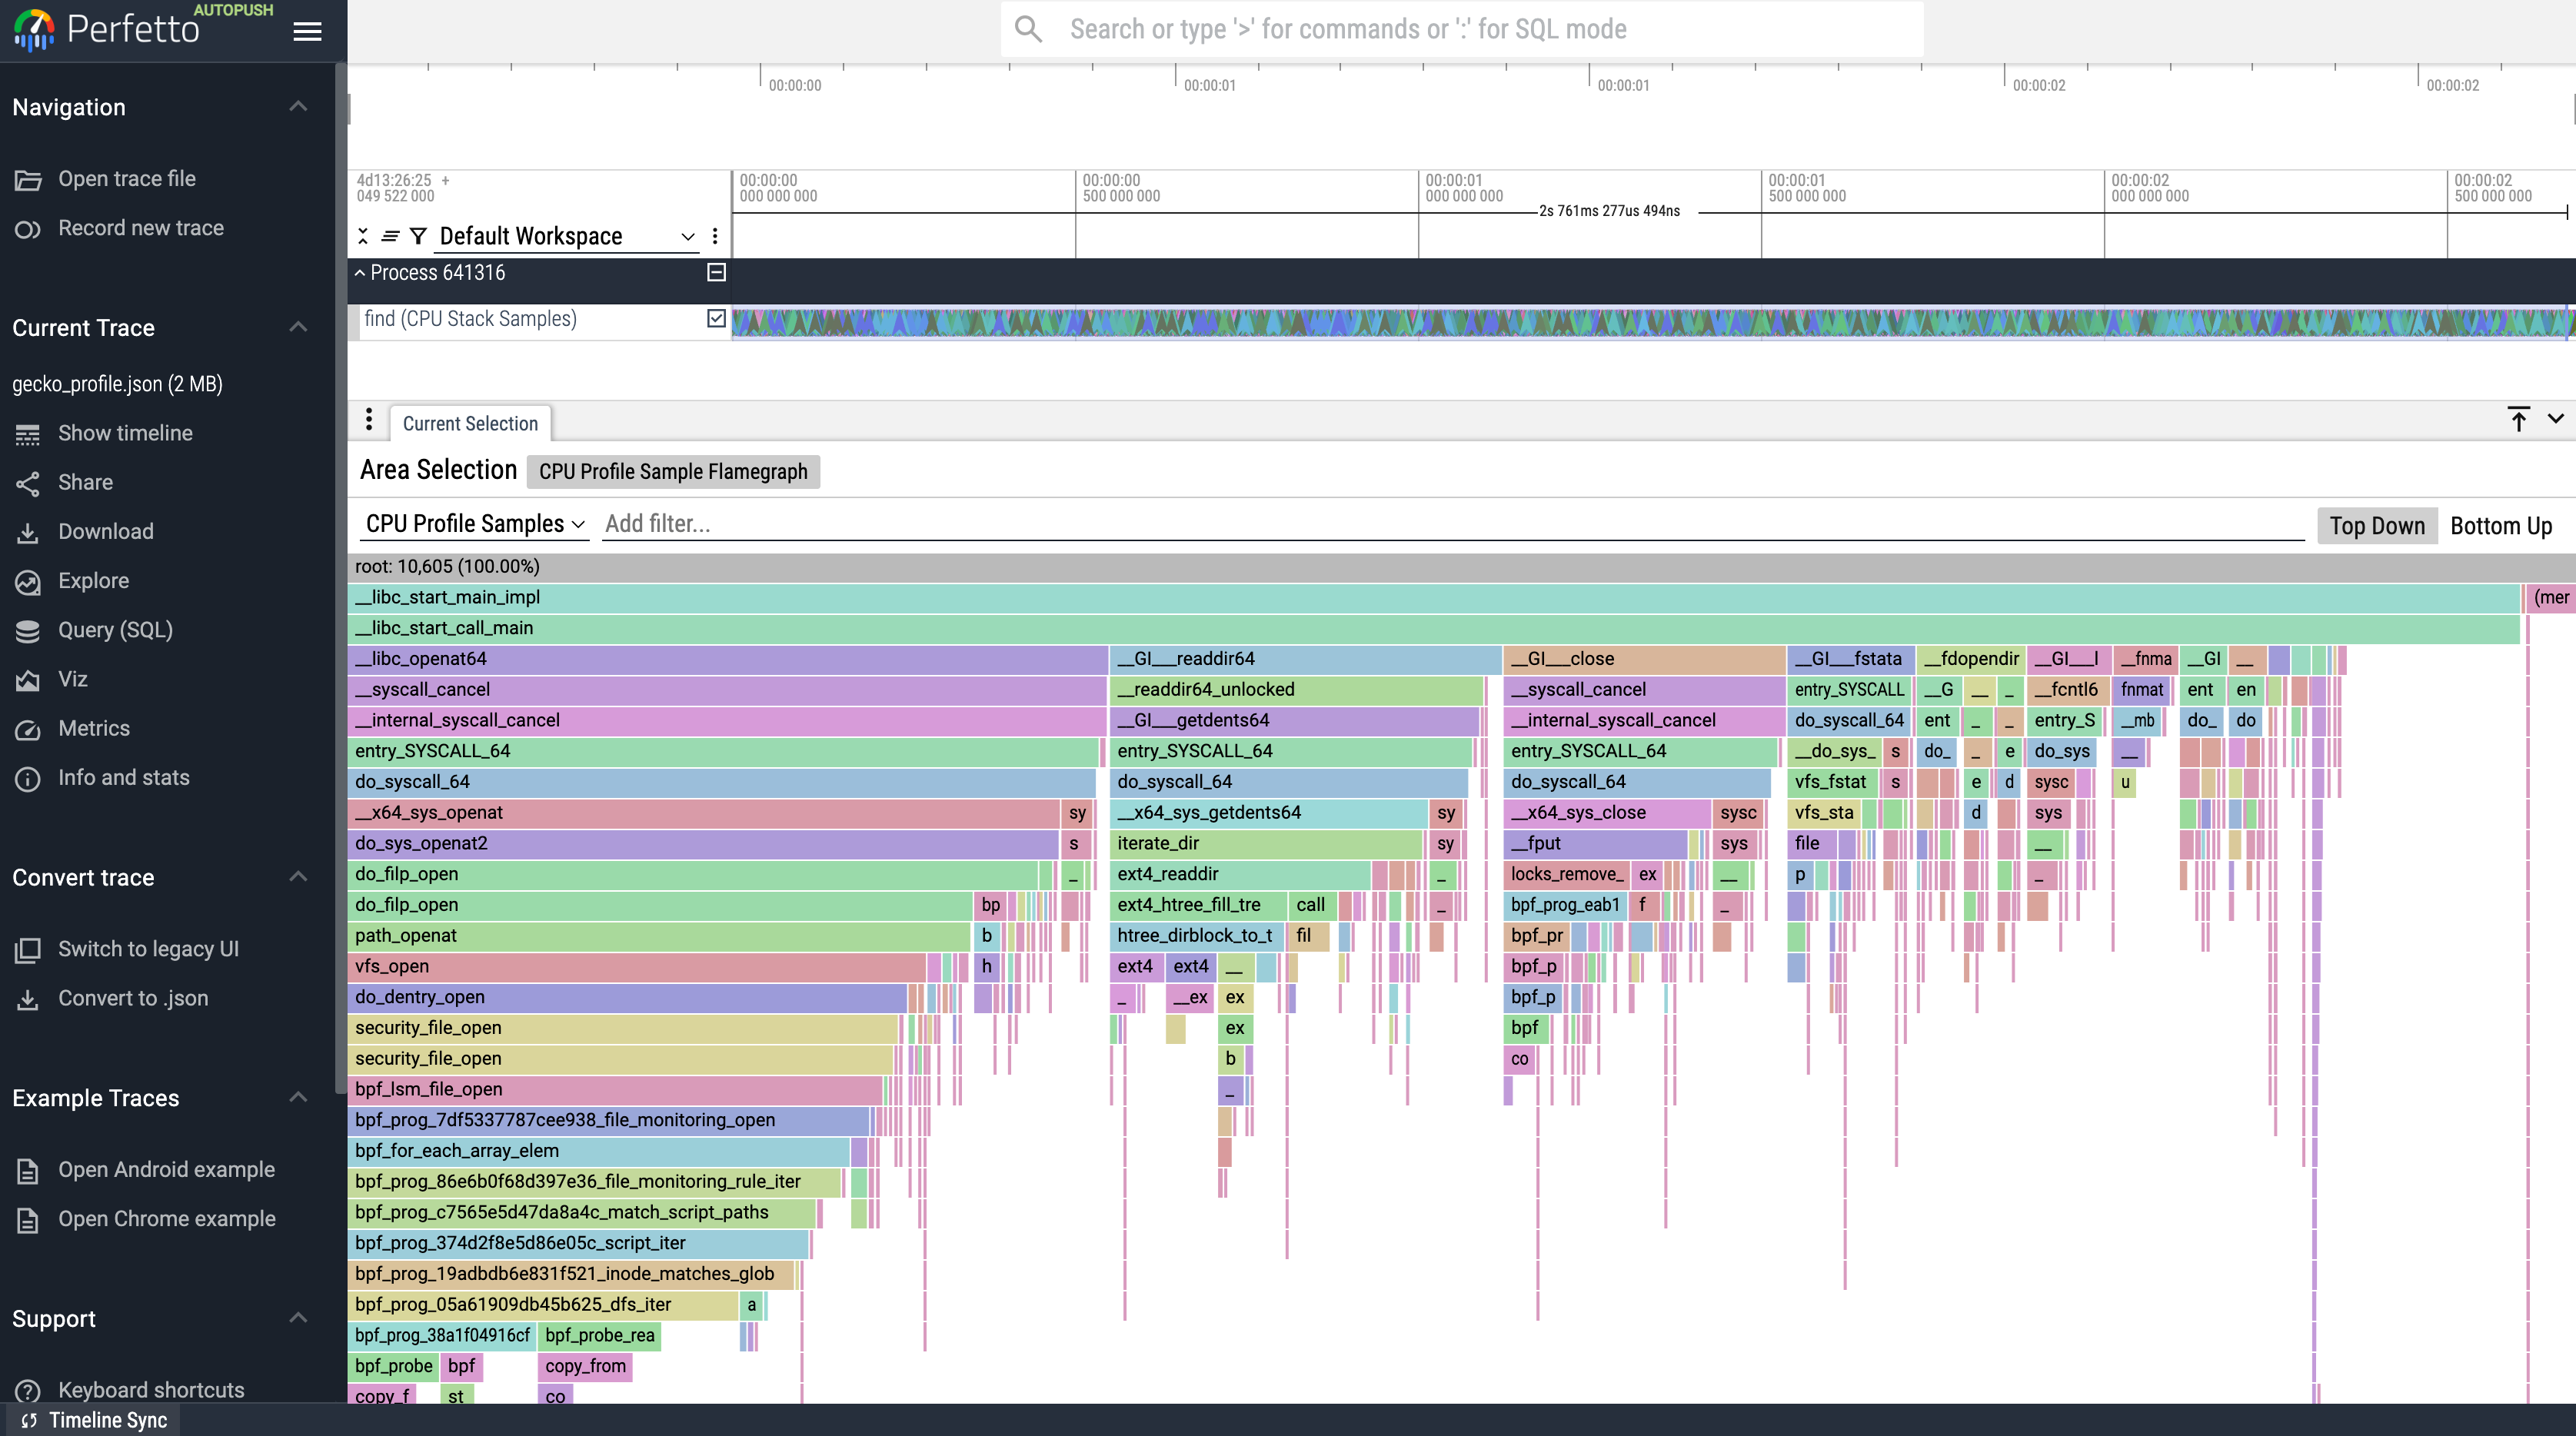 Perfetto AUTOPUSH
Search or type '>' for commands or ':' for SQL mode
Navigation
Open trace file
Record new trace
Current Trace
gecko_profile.json (2 MB)
Show timeline
Share
Download
Explore
Query (SQL)
Viz
Metrics
Info and stats
Convert trace
Switch to legacy UI
Convert to .json
Example Traces
Open Android example
Open Chrome example
Support
Keyboard shortcuts
Timeline Sync
00:00:00 00:00:01 00:00:01 00:00:02 00:00:02
4d13:26:25 + 00:00:00 00:00:00 00:00:01 00:00:01 00:00:02 00:00:02
049 522 000 000 000 000 500 000 000 000 000 000 500 000 000 000 000 000 500 000 000
2s 761ms 277us 494ns
Default Workspace
Process 641316
find (CPU Stack Samples)
Current Selection
Area Selection CPU Profile Sample Flamegraph
CPU Profile Samples Add filter... Top Down Bottom Up
root: 10,605 (100.00%)
__libc_start_main_impl (mer
__libc_start_call_main
__libc_openat64 __GI___readdir64 __GI___close __GI___fstata __fdopendir __GI___l __fnma __GI __
__syscall_cancel __readdir64_unlocked __syscall_cancel entry_SYSCALL __G __ _ __fcntl6 fnmat ent en
__internal_syscall_cancel __GI___getdents64 __internal_syscall_cancel do_syscall_64 ent _ _ entry_S __mb do_ do
entry_SYSCALL_64 entry_SYSCALL_64 entry_SYSCALL_64 __do_sys_ s do_ _ e do_sys __
do_syscall_64 do_syscall_64 do_syscall_64 vfs_fstat s e d sysc u
__x64_sys_openat sy __x64_sys_getdents64 sy __x64_sys_close sysc vfs_sta d sys
do_sys_openat2 s iterate_dir sy __fput sys file __
do_filp_open _ ext4_readdir _ locks_remove_ ex __ p _
do_filp_open bp ext4_htree_fill_tre call _ bpf_prog_eab1 f _
path_openat b htree_dirblock_to_t fil bpf_pr
vfs_open h ext4 ext4 __ bpf_p
do_dentry_open _ __ex ex bpf_p
security_file_open ex bpf
security_file_open b co
bpf_lsm_file_open _
bpf_prog_7df5337787cee938_file_monitoring_open
bpf_for_each_array_elem
bpf_prog_86e6b0f68d397e36_file_monitoring_rule_iter
bpf_prog_c7565e5d47da8a4c_match_script_paths
bpf_prog_374d2f8e5d86e05c_script_iter
bpf_prog_19adbdb6e831f521_inode_matches_glob
bpf_prog_05a61909db45b625_dfs_iter a
bpf_prog_38a1f04916cf bpf_probe_rea
bpf_probe bpf copy_from
copy_f st co